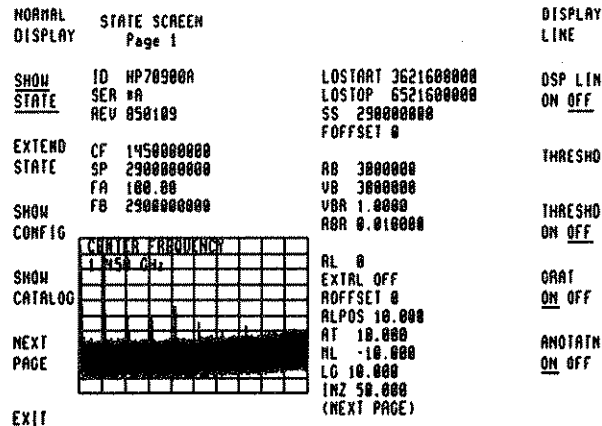 NORMAL
DISPLAY
SHOW
STATE
EXTEND
STATE
SHOW
CONFIG
SHOW
CATALOG
NEXT
PAGE
EXIT
STATE SCREEN
Page 1
ID HP70900A
SER *A
REV 850109
CF 1450000000
SP 2900000000
FA 100.00
FB 2900000000
CENTER FREQUENCY
1.450 GHz
LOSTART 3621600000
LOSTOP 6521600000
SS 290000000
FOFFSET 0
RB 3000000
VB 3000000
VBR 1.0000
RBR 0.010000
RL 0
EXTRL OFF
ROFFSET 0
RLPOS 10.000
AT 10.000
ML -10.000
LG 10.000
INZ 50.000
(NEXT PAGE)
DISPLAY
LINE
DSP LIN
ON OFF
THRESHD
THRESHD
ON OFF
GRAT
ON OFF
ANOTATN
ON OFF